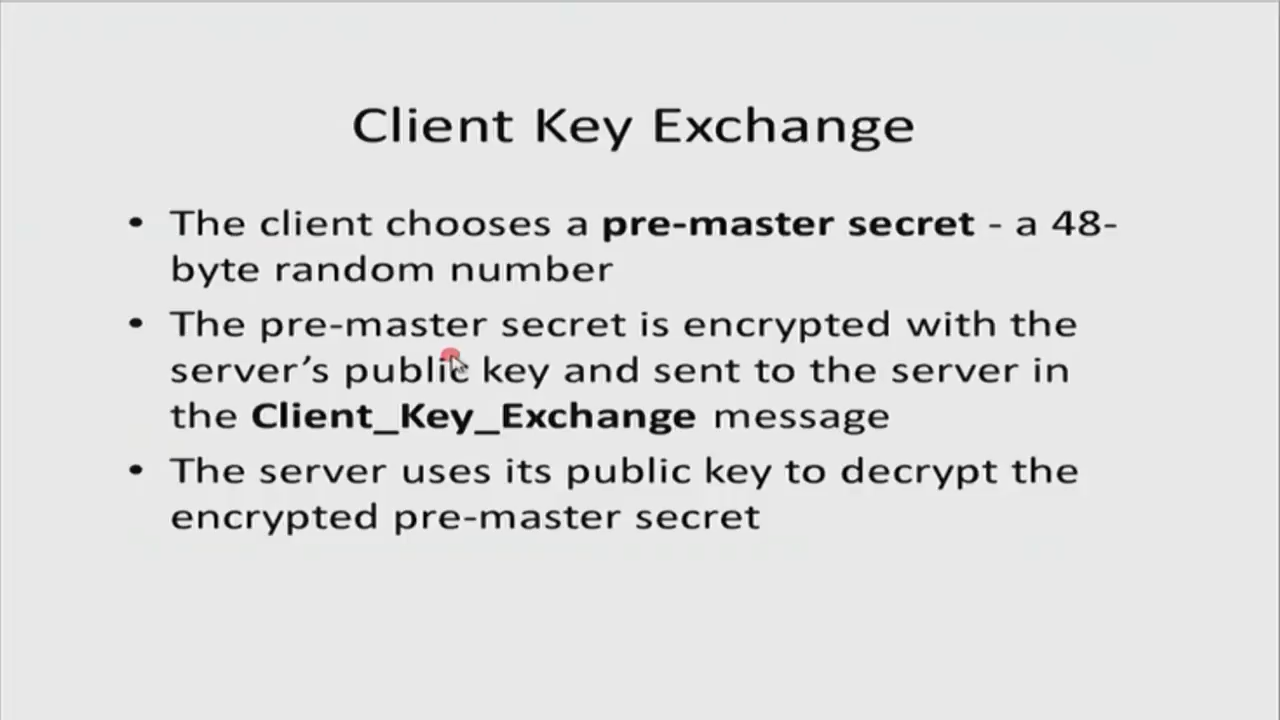 Client Key Exchange
• The client chooses a pre-master secret - a 48-
byte random number
• The pre-master secret is encrypted with the
server’s public key and sent to the server in
the Client_Key_Exchange message
• The server uses its public key to decrypt the
encrypted pre-master secret